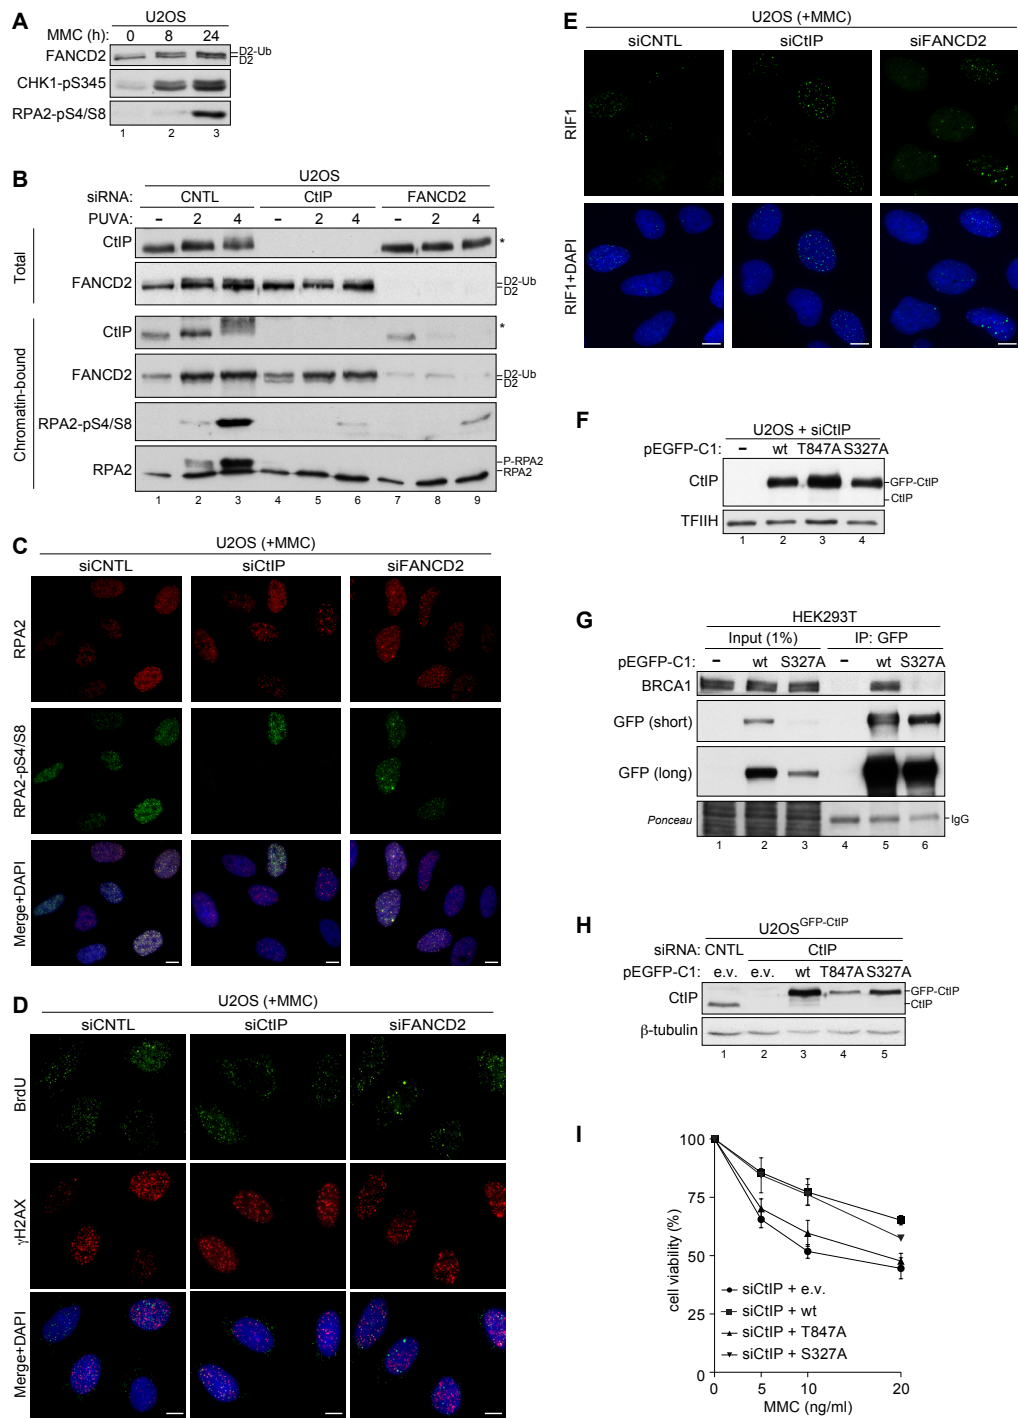 A
U2OS
MMC (h): 0 8 24
FANCD2
D2-Ub
D2
CHK1-pS345
RPA2-pS4/S8
1 2 3
B
U2OS
siRNA: CNTL CtIP FANCD2
PUVA: – 2 4 – 2 6 – 2 4
Total
CtIP
*
FANCD2
D2-Ub
D2
Chromatin-bound
CtIP
*
FANCD2
D2-Ub
D2
RPA2-pS4/S8
RPA2
P-RPA2
RPA2
1 2 3 4 5 6 7 8 9
C
U2OS (+MMC)
siCNTL siCtIP siFANCD2
RPA2
RPA2-pS4/S8
Merge+DAPI
D
U2OS (+MMC)
siCNTL siCtIP siFANCD2
BrdU
γH2AX
Merge+DAPI
E
U2OS (+MMC)
siCNTL siCtIP siFANCD2
RIF1
RIF1+DAPI
F
U2OS + siCtIP
pEGFP-C1: – wt T847A S327A
CtIP
GFP-CtIP
CtIP
TFIIH
1 2 3 4
G
HEK293T
Input (1%) IP: GFP
pEGFP-C1: – wt S327A – wt S327A
BRCA1
GFP (short)
GFP (long)
Ponceau
IgG
1 2 3 4 5 6
H
U2OS^GFP-CtIP
siRNA: CNTL CtIP
pEGFP-C1: e.v. e.v. wt T847A S327A
CtIP
GFP-CtIP
CtIP
β-tubulin
1 2 3 4 5
I
cell viability (%)
100
75
50
25
0
siCtIP + e.v.
siCtIP + wt
siCtIP + T847A
siCtIP + S327A
0 5 10 20
MMC (ng/ml)